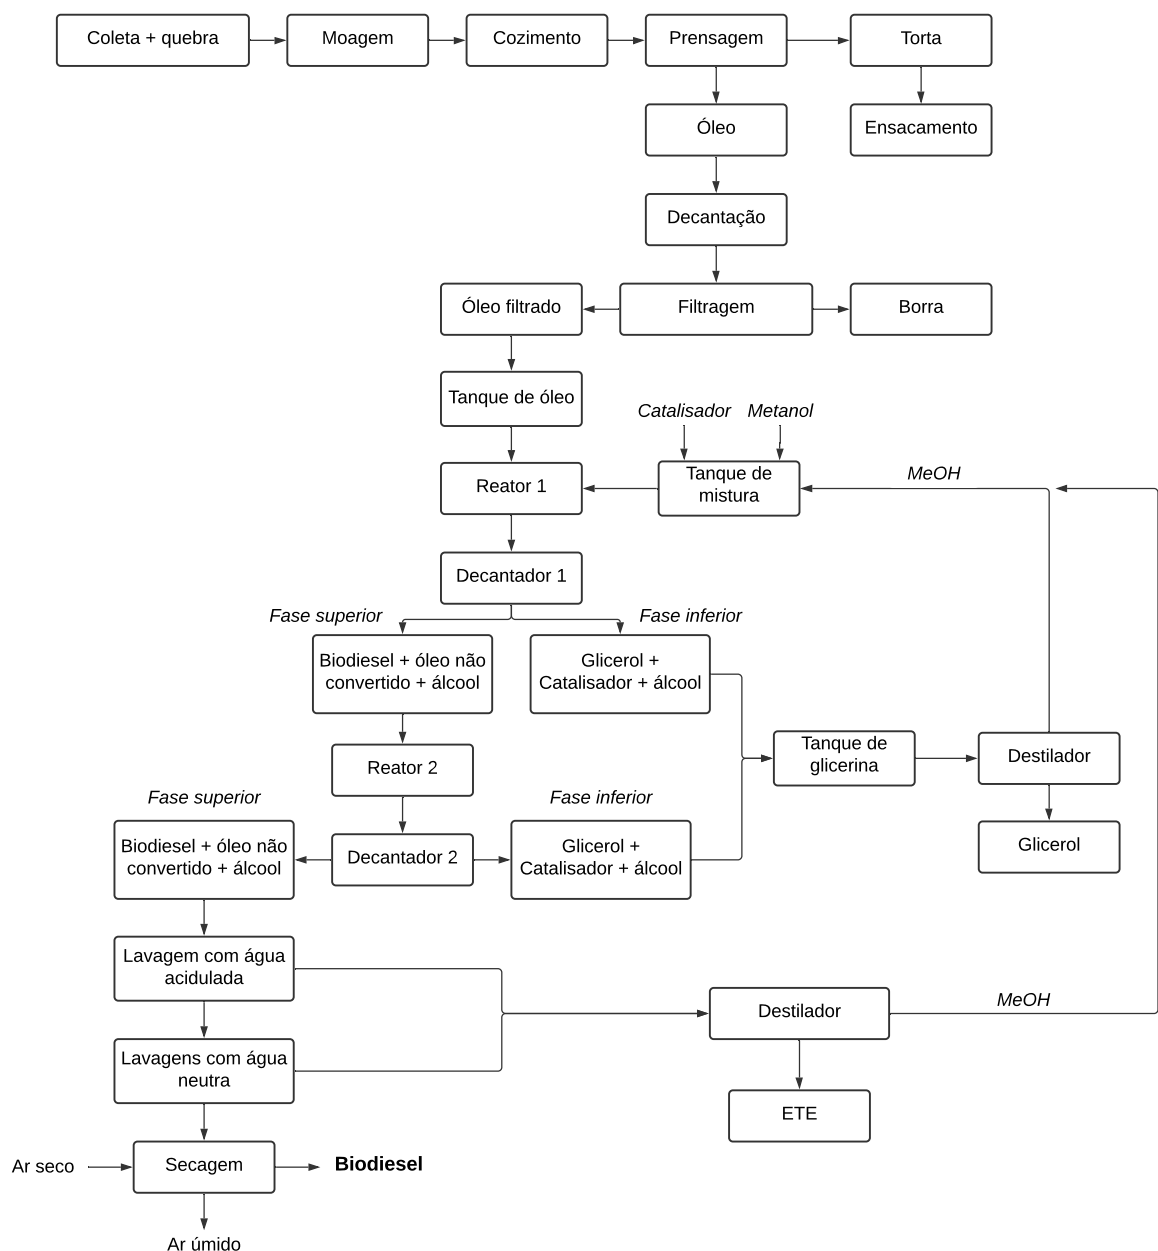 Coleta + quebra
Moagem
Cozimento
Prensagem
Torta
Óleo
Ensacamento
Decantação
Óleo filtrado
Filtragem
Borra
Tanque de óleo
Catalisador
Metanol
Reator 1
Tanque de
mistura
MeOH
Decantador 1
Fase superior
Fase inferior
Biodiesel + óleo não
convertido + álcool
Glicerol +
Catalisador + álcool
Reator 2
Tanque de
glicerina
Destilador
Fase superior
Fase inferior
Biodiesel + óleo não
convertido + álcool
Decantador 2
Glicerol +
Catalisador + álcool
Glicerol
Lavagem com água
acidulada
Destilador
MeOH
Lavagens com água
neutra
ETE
Ar seco
Secagem
Biodiesel
Ar úmido